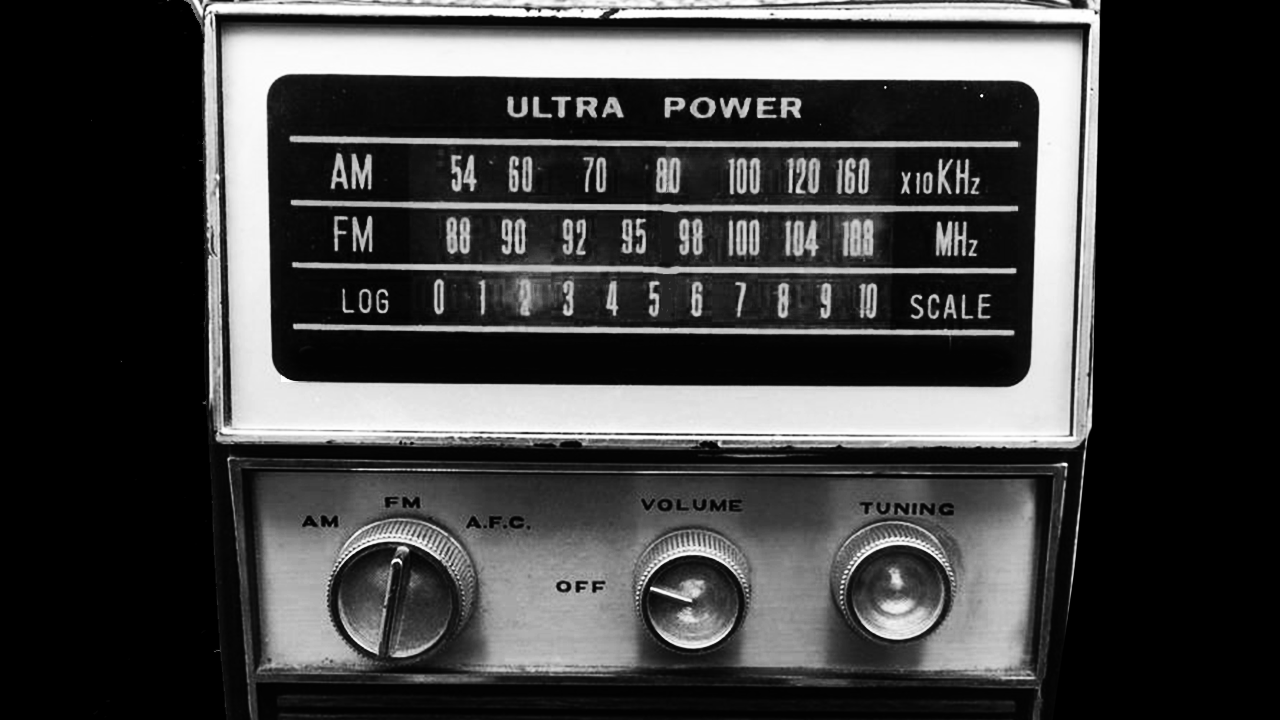 ULTRA POWER
AM 54 60 70 80 100 120 160 x10KHz
FM 88 90 92 95 98 100 104 108 MHz
LOG 0 1 2 3 4 5 6 7 8 9 10 SCALE
AM FM A.F.C. VOLUME TUNING
OFF